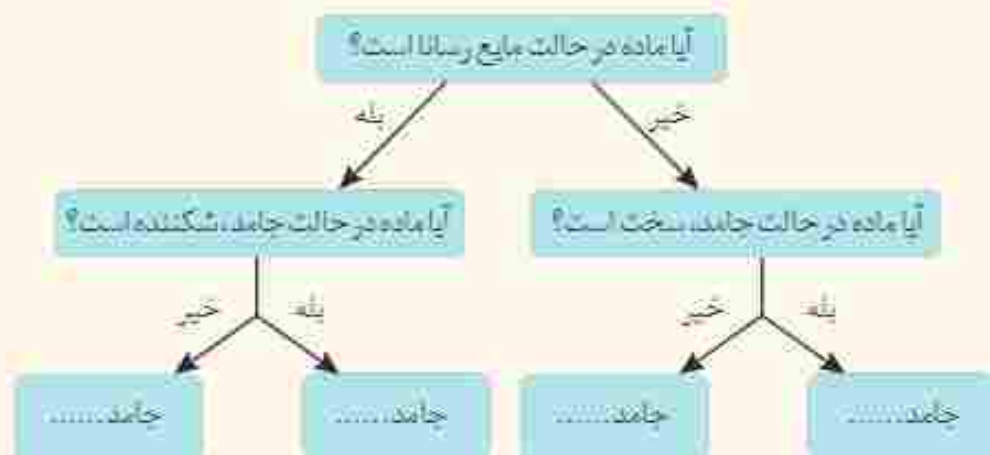 آیا ماده در حالت مایع رسانا است؟
خیر
بله
آیا ماده در حالت جامد، سخت است؟
آیا ماده در حالت جامد، شکننده است؟
بله
خیر
بله
خیر
جامد.......
جامد.......
جامد.......
جامد.......